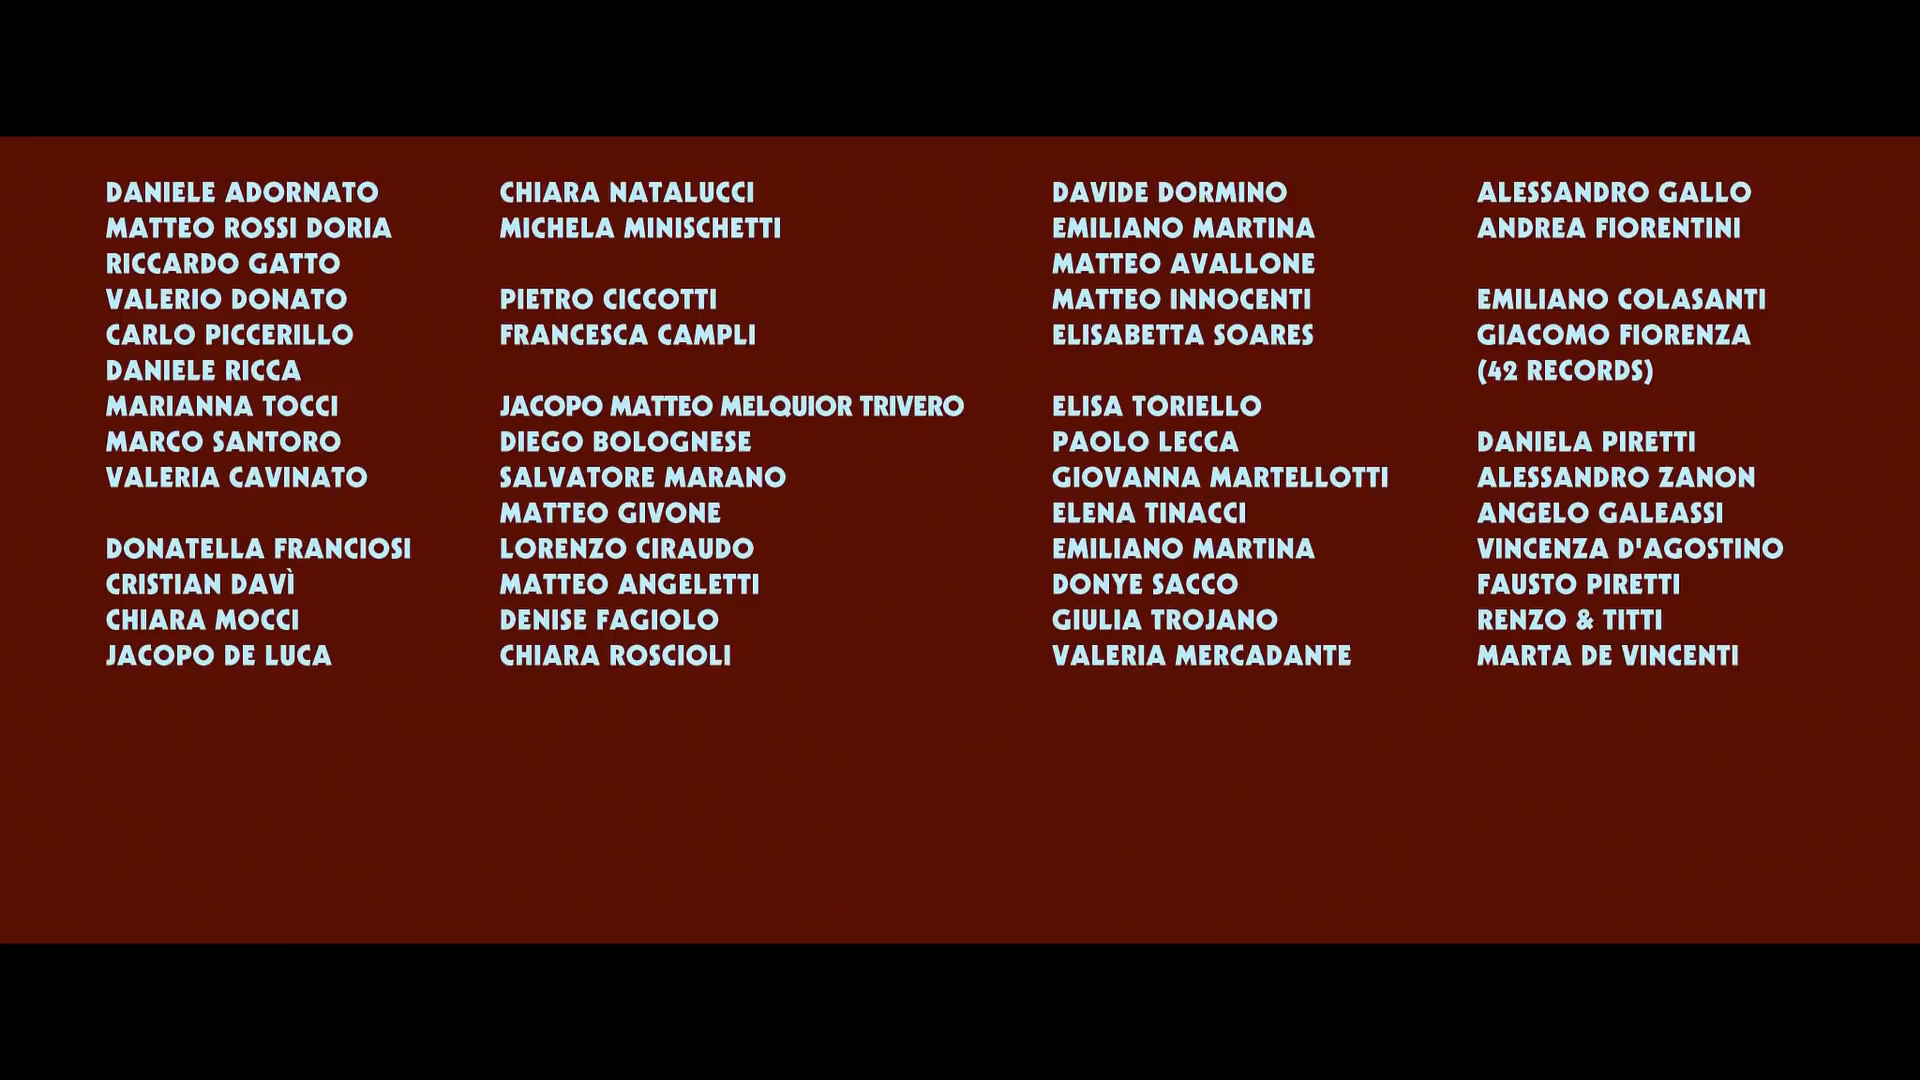 DANIELE ADORNATO
MATTEO ROSSI DORIA
RICCARDO GATTO
VALERIO DONATO
CARLO PICCERILLO
DANIELE RICCA
MARIANNA TOCCI
MARCO SANTORO
VALERIA CAVINATO
DONATELLA FRANCIOSI
CRISTIAN DAVÌ
CHIARA MOCCI
JACOPO DE LUCA
CHIARA NATALUCCI
MICHELA MINISCHETTI
PIETRO CICCOTTI
FRANCESCA CAMPLI
JACOPO MATTEO MELQUIOR TRIVERO
DIEGO BOLOGNESE
SALVATORE MARANO
MATTEO GIVONE
LORENZO CIRAUDO
MATTEO ANGELETTI
DENISE FAGIOLO
CHIARA ROSCIOLI
DAVIDE DORMINO
EMILIANO MARTINA
MATTEO AVALLONE
MATTEO INNOCENTI
ELISABETTA SOARES
ELISA TORIELLO
PAOLO LECCA
GIOVANNA MARTELLOTTI
ELENA TINACCI
EMILIANO MARTINA
DONYE SACCO
GIULIA TROJANO
VALERIA MERCADANTE
ALESSANDRO GALLO
ANDREA FIORENTINI
EMILIANO COLASANTI
GIACOMO FIORENZA
(42 RECORDS)
DANIELA PIRETTI
ALESSANDRO ZANON
ANGELO GALEASSI
VINCENZA D'AGOSTINO
FAUSTO PIRETTI
RENZO & TITTI
MARTA DE VINCENTI